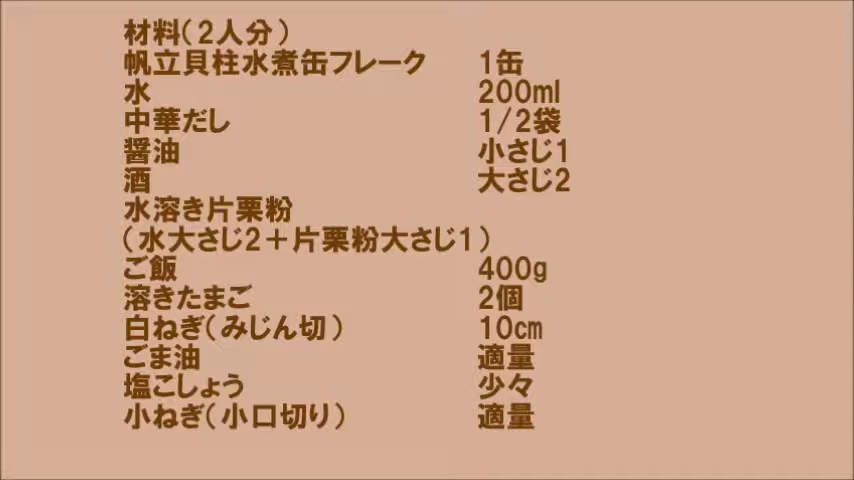 材料(2人分)
帆立貝柱水煮缶フレーク 1缶
水 200ml
中華だし 1/2袋
醤油 小さじ1
酒 大さじ2
水溶き片栗粉
(水大さじ2+片栗粉大さじ1)
ご飯 400g
溶きたまご 2個
白ねぎ(みじん切) 10㎝
ごま油 適量
塩こしょう 少々
小ねぎ(小口切り) 適量